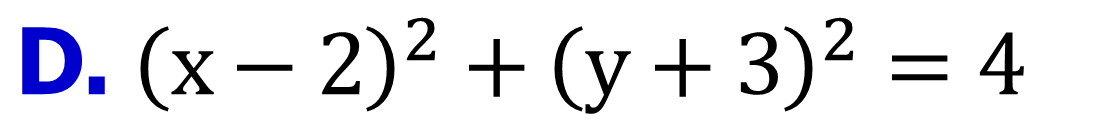 D. (x − 2)² + (y + 3)² = 4